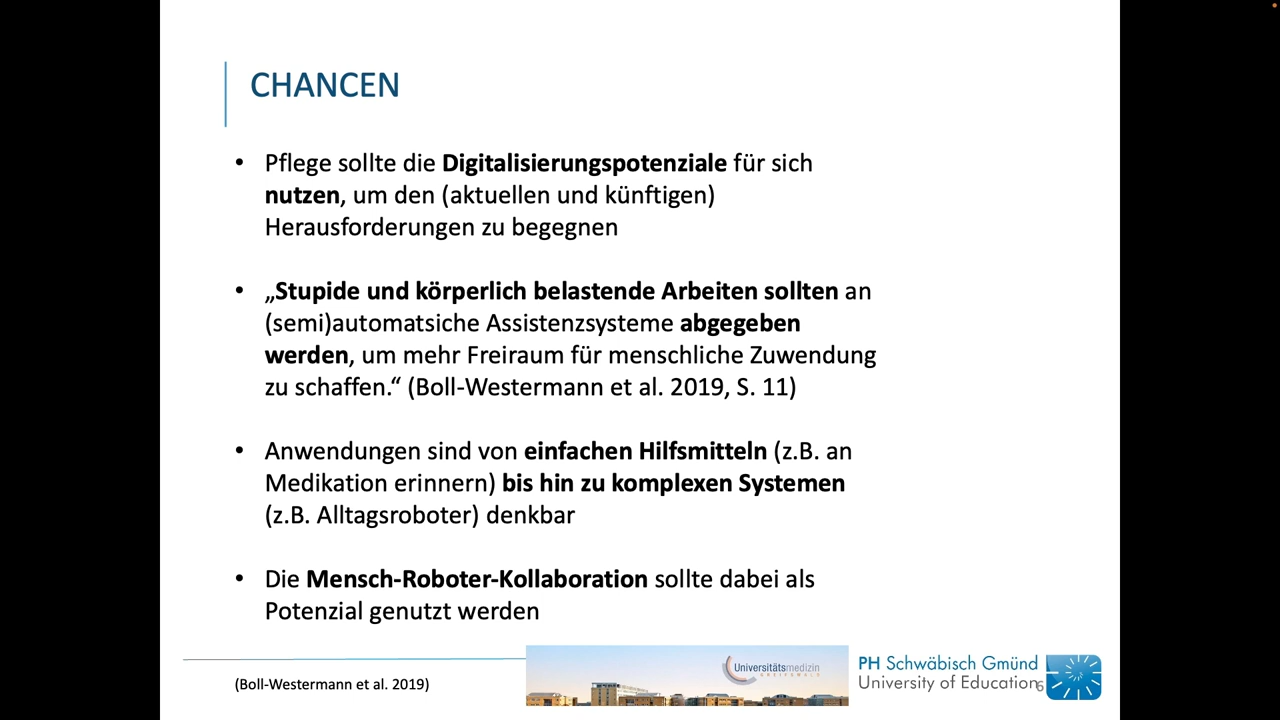 CHANCEN
• Pflege sollte die Digitalisierungspotenziale für sich
nutzen, um den (aktuellen und künftigen)
Herausforderungen zu begegnen
• „Stupide und körperlich belastende Arbeiten sollten an
(semi)automatsiche Assistenzsysteme abgegeben
werden, um mehr Freiraum für menschliche Zuwendung
zu schaffen.“ (Boll-Westermann et al. 2019, S. 11)
• Anwendungen sind von einfachen Hilfsmitteln (z.B. an
Medikation erinnern) bis hin zu komplexen Systemen
(z.B. Alltagsroboter) denkbar
• Die Mensch-Roboter-Kollaboration sollte dabei als
Potenzial genutzt werden
(Boll-Westermann et al. 2019)
Universitätsmedizin
GREIFSWALD
PH Schwäbisch Gmünd
University of Education
6